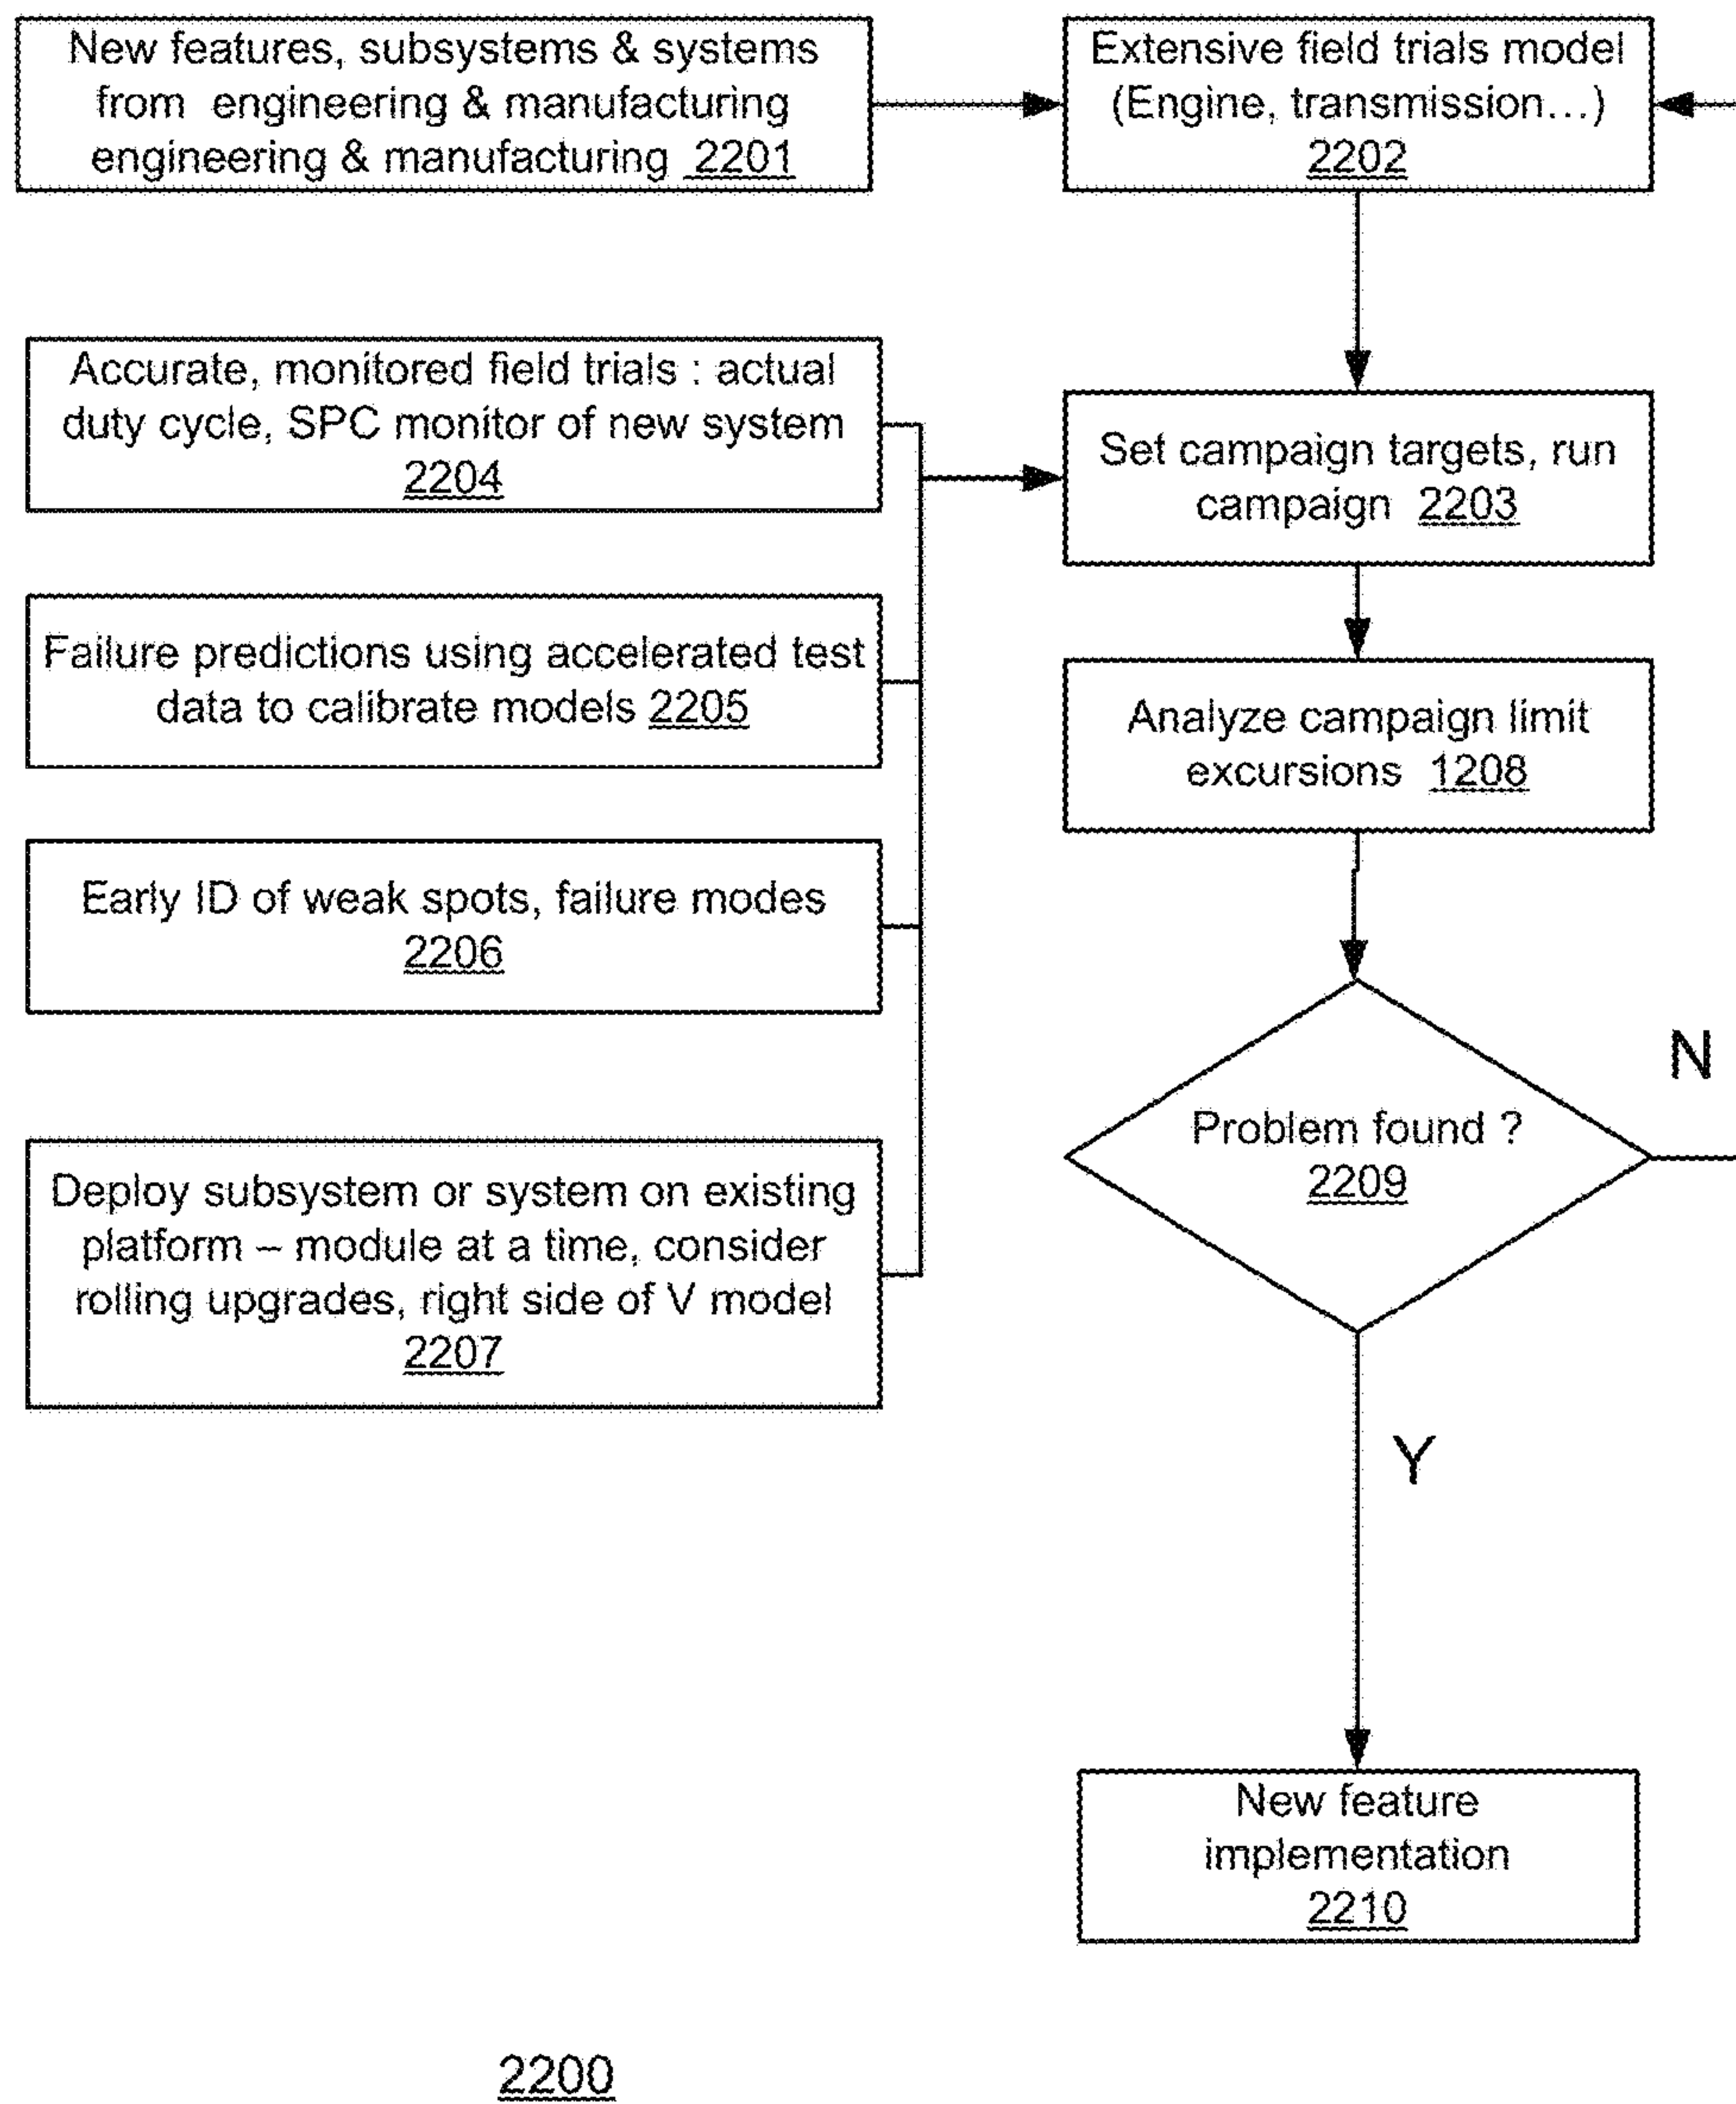 New features, subsystems & systems
from engineering & manufacturing
engineering & manufacturing 2201
Extensive field trials model
(Engine, transmission...)
2202
Accurate, monitored field trials : actual
duty cycle, SPC monitor of new system
2204
Set campaign targets, run
campaign 2203
Failure predictions using accelerated test
data to calibrate models 2205
Analyze campaign limit
excursions 1208
Early ID of weak spots, failure modes
2206
Problem found ?
2209
N
Deploy subsystem or system on existing
platform – module at a time, consider
rolling upgrades, right side of V model
2207
Y
New feature
implementation
2210
2200